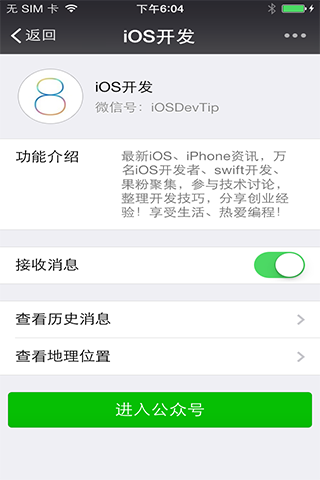 无 SIM 卡 下午6:04
返回 iOS开发
iOS开发
微信号：iOSDevTip
功能介绍 最新iOS、iPhone资讯，万
名iOS开发者、swift开发、
果粉聚集，参与技术讨论，
整理开发技巧，分享创业经
验！享受生活、热爱编程！
接收消息
查看历史消息
查看地理位置
进入公众号